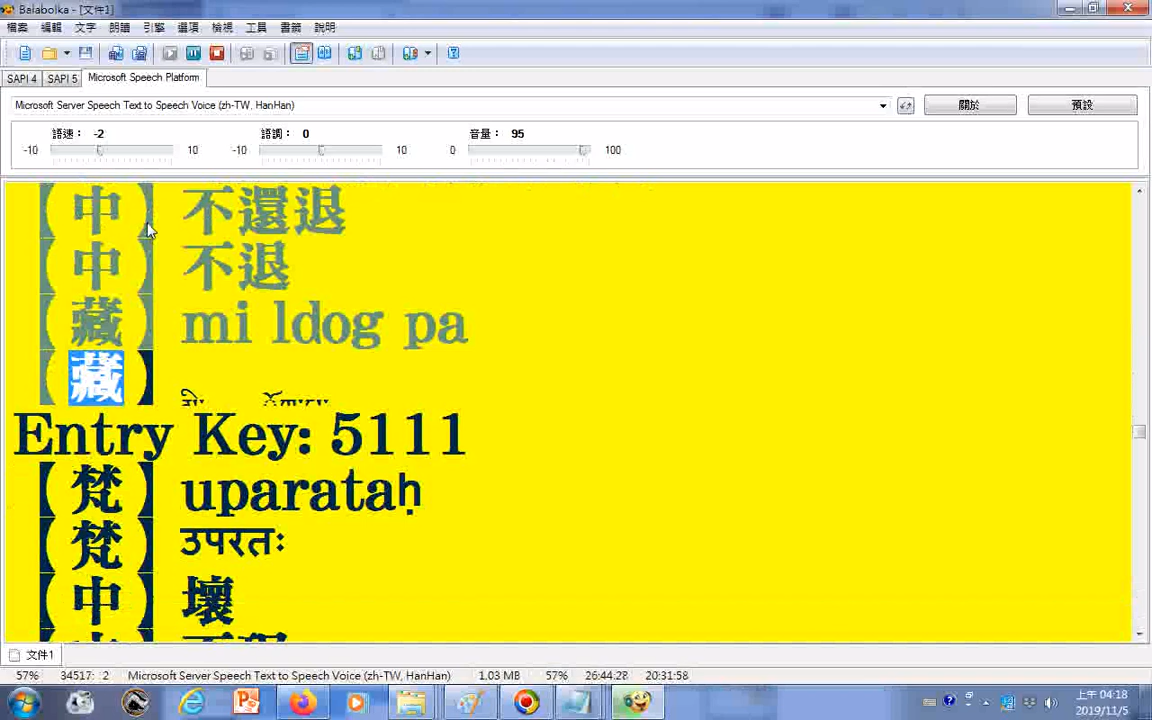 Balabolka - [文件1]
檔案 編輯 文字 朗讀 引擎 選項 檢視 工具 書籤 說明
SAPI 4 SAPI 5 Microsoft Speech Platform
Microsoft Server Speech Text to Speech Voice (zh-TW, HanHan) 關於 預設
語速： -2 語調： 0 音量： 95
-10 10 -10 10 0 100
【中】 不還退
【中】 不退
【藏】 mi ldog pa
【藏】
Entry Key: 5111
【梵】 uparataḥ
【梵】 उपरतः
【中】 壞
文件1
57% 34517: 2 Microsoft Server Speech Text to Speech Voice (zh-TW, HanHan) 1.03 MB 57% 26:44:28 20:31:58
上午 04:18
2019/11/5